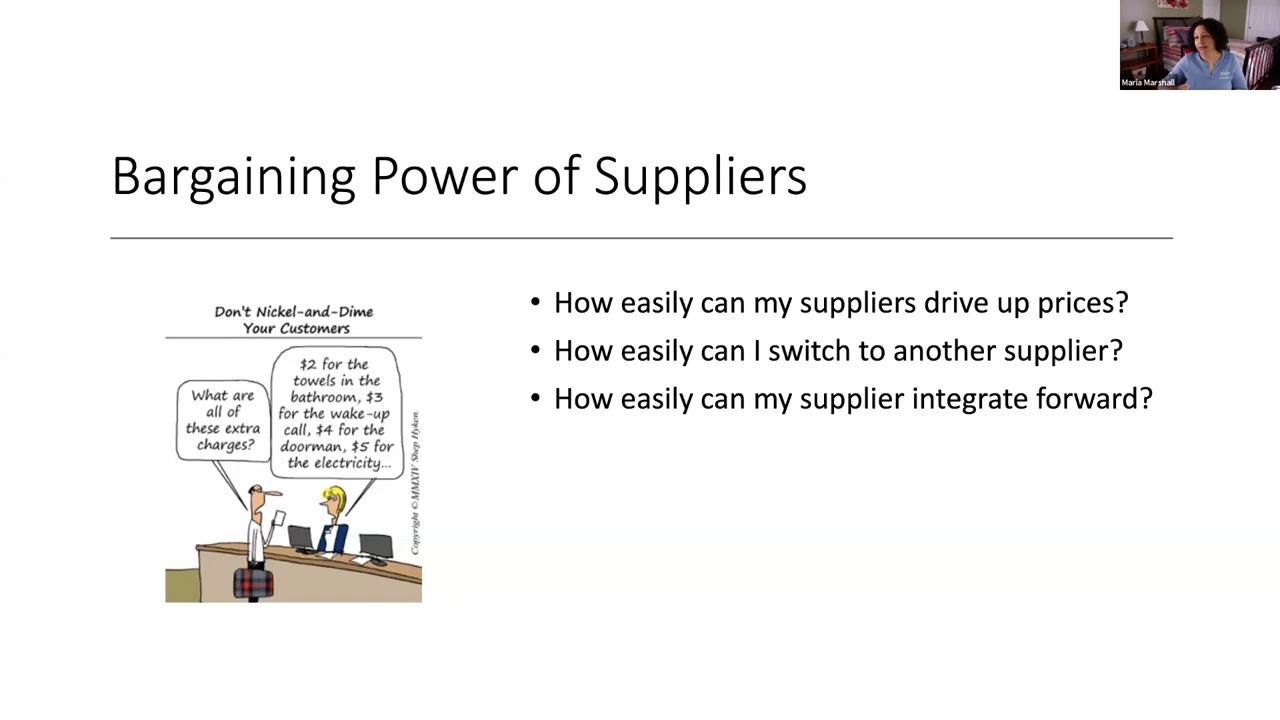 Maria Marshall
Bargaining Power of Suppliers
Don't Nickel-and-Dime
Your Customers
What are
all of
these extra
charges?
$2 for the
towels in the
bathroom, $3
for the wake-up
call, $4 for the
doorman, $5 for
the electricity...
Copyright © MMXIV Shep Hyken.
• How easily can my suppliers drive up prices?
• How easily can I switch to another supplier?
• How easily can my supplier integrate forward?